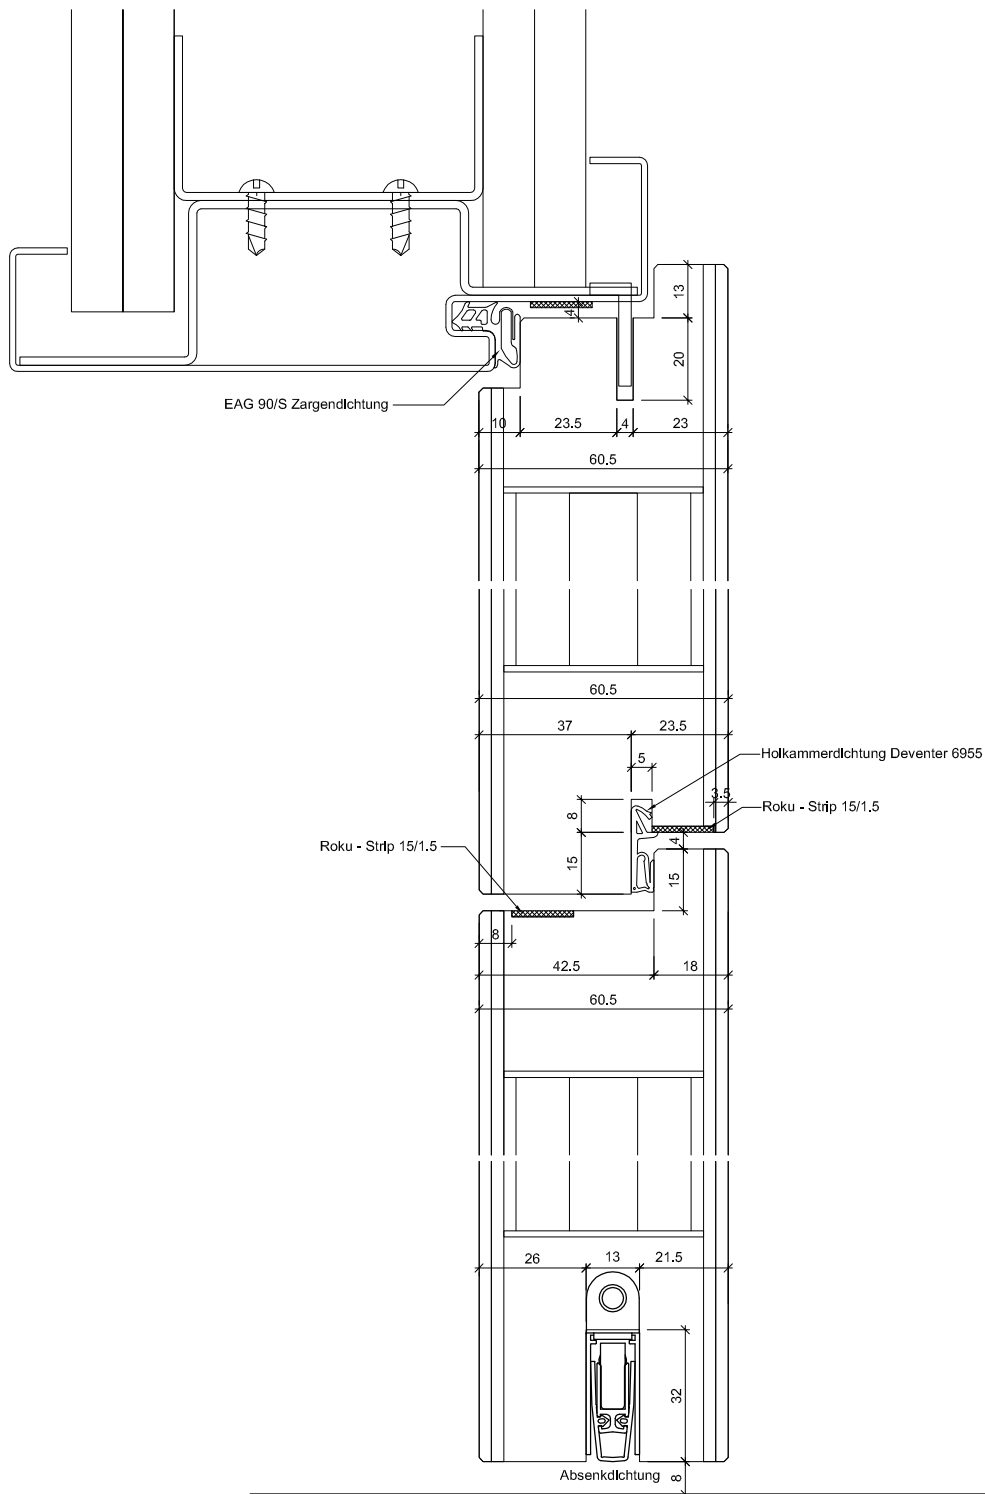 13
4
20
EAG 90/S Zargendichtung
10 23.5 4 23
60.5
60.5
37 23.5
5
Holkammerdichtung Deventer 6955
3.5
8
Roku - Strip 15/1.5
4
Roku - Strip 15/1.5
15
15
8
42.5 18
60.5
26 13 21.5
32
Absenkdichtung
8